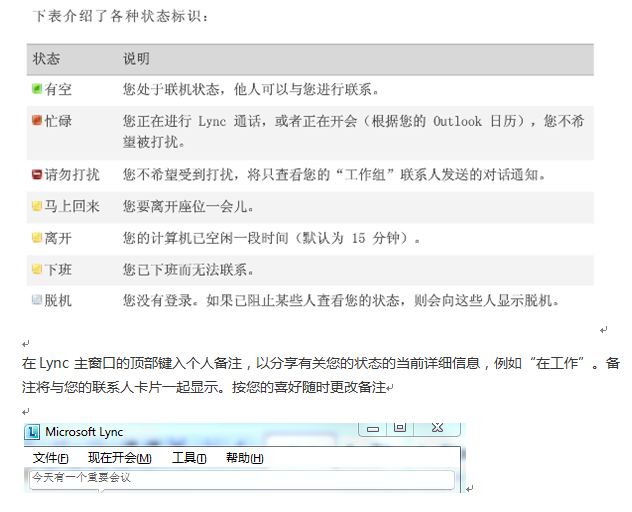 下表介绍了各种状态标识：
状态 说明
有空 您处于联机状态，他人可以与您进行联系。
忙碌 您正在进行 Lync 通话，或者正在开会（根据您的 Outlook 日历），您不希
望被打扰。
请勿打扰 您不希望受到打扰，将只查看您的“工作组”联系人发送的对话通知。
马上回来 您要离开座位一会儿。
离开 您的计算机已空闲一段时间（默认为 15 分钟）。
下班 您已下班而无法联系。
脱机 您没有登录。如果已阻止某些人查看您的状态，则会向这些人显示脱机。
在 Lync 主窗口的顶部键入个人备注，以分享有关您的状态的当前详细信息，例如“在工作”。备
注将与您的联系人卡片一起显示。按您的喜好随时更改备注
Microsoft Lync
文件(F) 现在开会(M) 工具(T) 帮助(H)
今天有一个重要会议